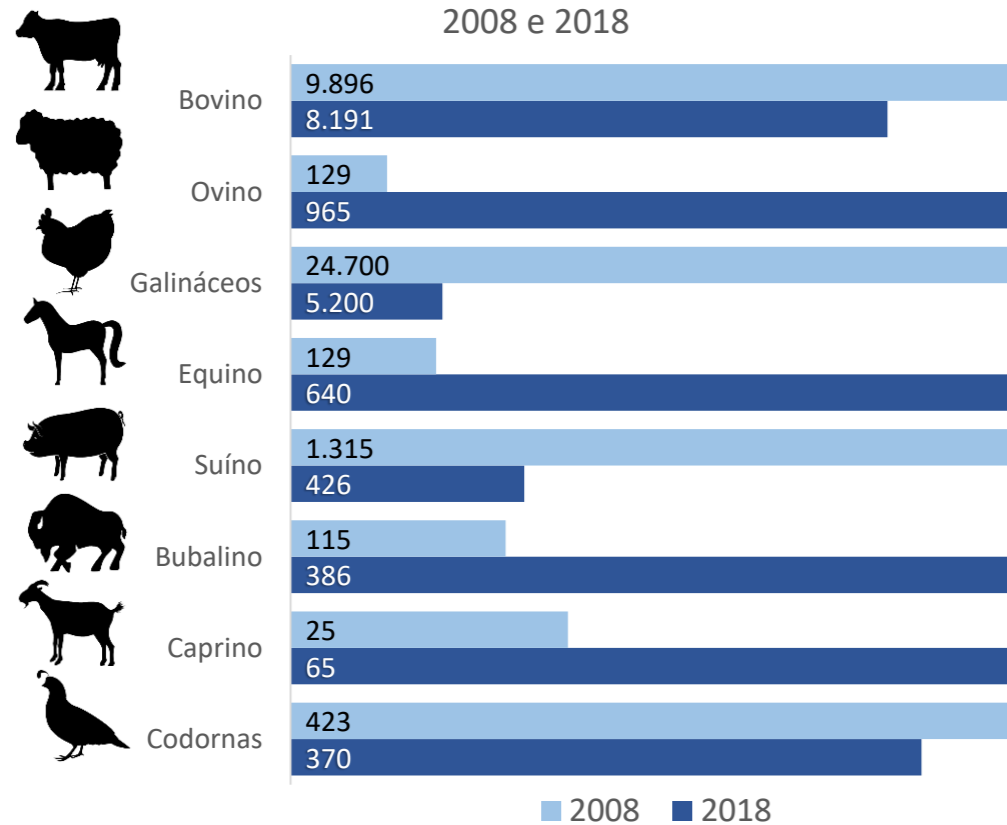 2008 e 2018
Bovino
9.896
8.191
Ovino
129
965
Galináceos
24.700
5.200
Equino
129
640
Suíno
1.315
426
Bubalino
115
386
Caprino
25
65
Codornas
423
370
2008 2018